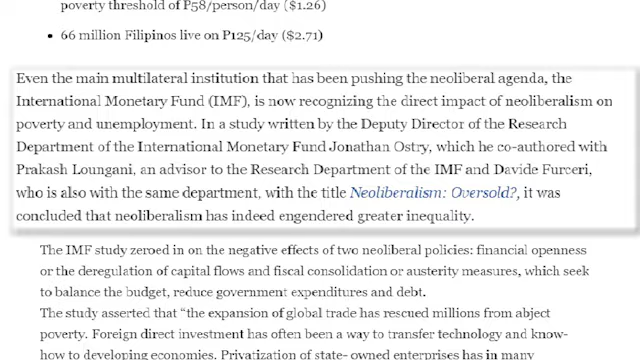 poverty threshold of P58/person/day ($1.26)
• 66 million Filipinos live on P125/day ($2.71)
Even the main multilateral institution that has been pushing the neoliberal agenda, the
International Monetary Fund (IMF), is now recognizing the direct impact of neoliberalism on
poverty and unemployment. In a study written by the Deputy Director of the Research
Department of the International Monetary Fund Jonathan Ostry, which he co-authored with
Prakash Loungani, an advisor to the Research Department of the IMF and Davide Furceri,
who is also with the same department, with the title Neoliberalism: Oversold?, it was
concluded that neoliberalism has indeed engendered greater inequality.
The IMF study zeroed in on the negative effects of two neoliberal policies: financial openness
or the deregulation of capital flows and fiscal consolidation or austerity measures, which seek
to balance the budget, reduce government expenditures and debt.
The study asserted that “the expansion of global trade has rescued millions from abject
poverty. Foreign direct investment has often been a way to transfer technology and know-
how to developing economies. Privatization of state- owned enterprises has in many